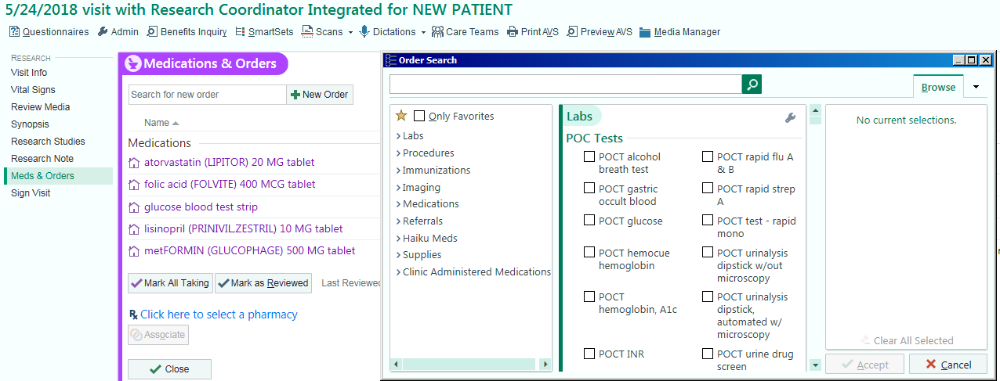 5/24/2018 visit with Research Coordinator Integrated for NEW PATIENT
Questionnaires Admin Benefits Inquiry SmartSets Scans Dictations Care Teams Print AVS Preview AVS Media Manager
RESEARCH
Visit Info
Vital Signs
Review Media
Synopsis
Research Studies
Research Note
Meds & Orders
Sign Visit
Medications & Orders
Search for new order New Order
Name
Medications
atorvastatin (LIPITOR) 20 MG tablet
folic acid (FOLVITE) 400 MCG tablet
glucose blood test strip
lisinopril (PRINIVIL,ZESTRIL) 10 MG tablet
metFORMIN (GLUCOPHAGE) 500 MG tablet
Mark All Taking Mark as Reviewed Last Reviewed
Click here to select a pharmacy
Associate
Close
Order Search
Browse
Only Favorites
Labs
Procedures
Immunizations
Imaging
Medications
Referrals
Haiku Meds
Supplies
Clinic Administered Medications
Labs
POC Tests
POCT alcohol
breath test
POCT gastric
occult blood
POCT glucose
POCT hemocue
hemoglobin
POCT
hemoglobin, A1c
POCT INR
POCT rapid flu A
& B
POCT rapid strep
A
POCT test - rapid
mono
POCT urinalysis
dipstick w/out
microscopy
POCT urinalysis
dipstick,
automated w/
microscopy
POCT urine drug
screen
No current selections.
Clear All Selected
Accept Cancel